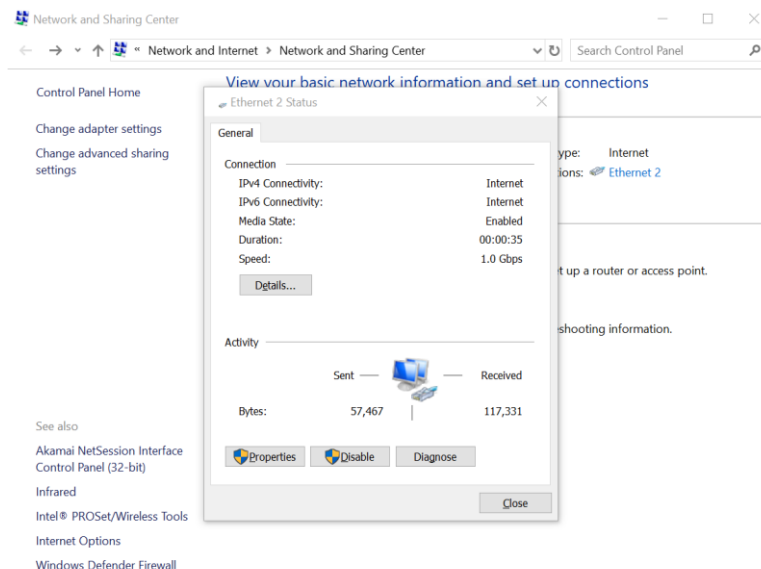 Network and Sharing Center
« Network and Internet > Network and Sharing Center
Search Control Panel
Control Panel Home
Change adapter settings
Change advanced sharing
settings
See also
Akamai NetSession Interface
Control Panel (32-bit)
Infrared
Intel® PROSet/Wireless Tools
Internet Options
Windows Defender Firewall
View your basic network information and set up connections
ype: Internet
ions: Ethernet 2
t up a router or access point.
shooting information.
Ethernet 2 Status
General
Connection
IPv4 Connectivity: Internet
IPv6 Connectivity: Internet
Media State: Enabled
Duration: 00:00:35
Speed: 1.0 Gbps
Details...
Activity
Sent — — Received
Bytes: 57,467 | 117,331
Properties Disable Diagnose
Close